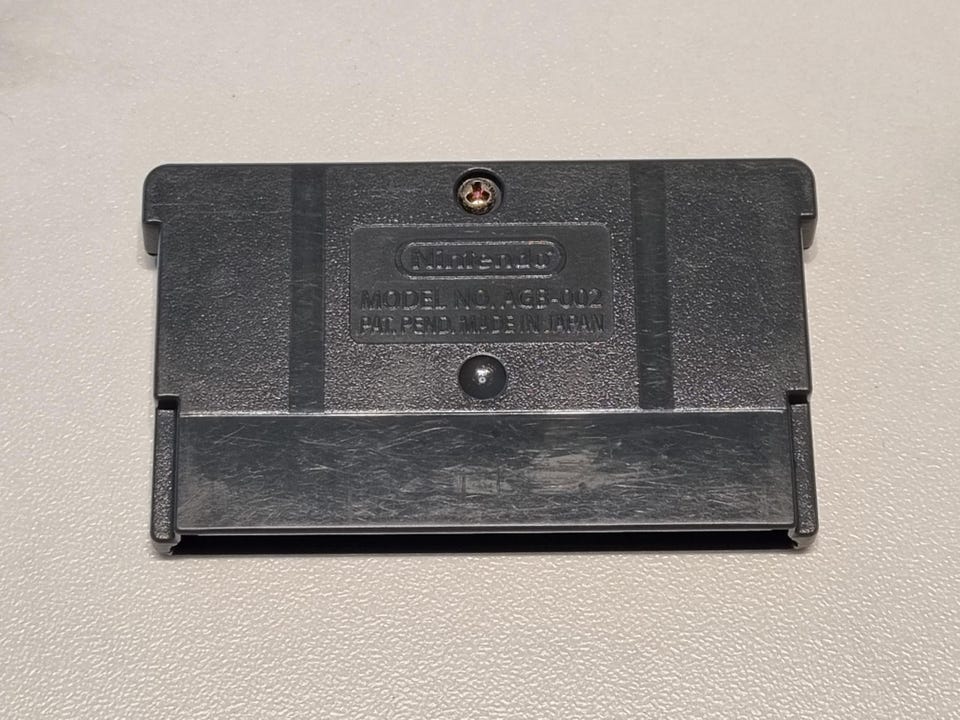 Nintendo
MODEL NO. AGB-002
PAT. PEND. MADE IN JAPAN